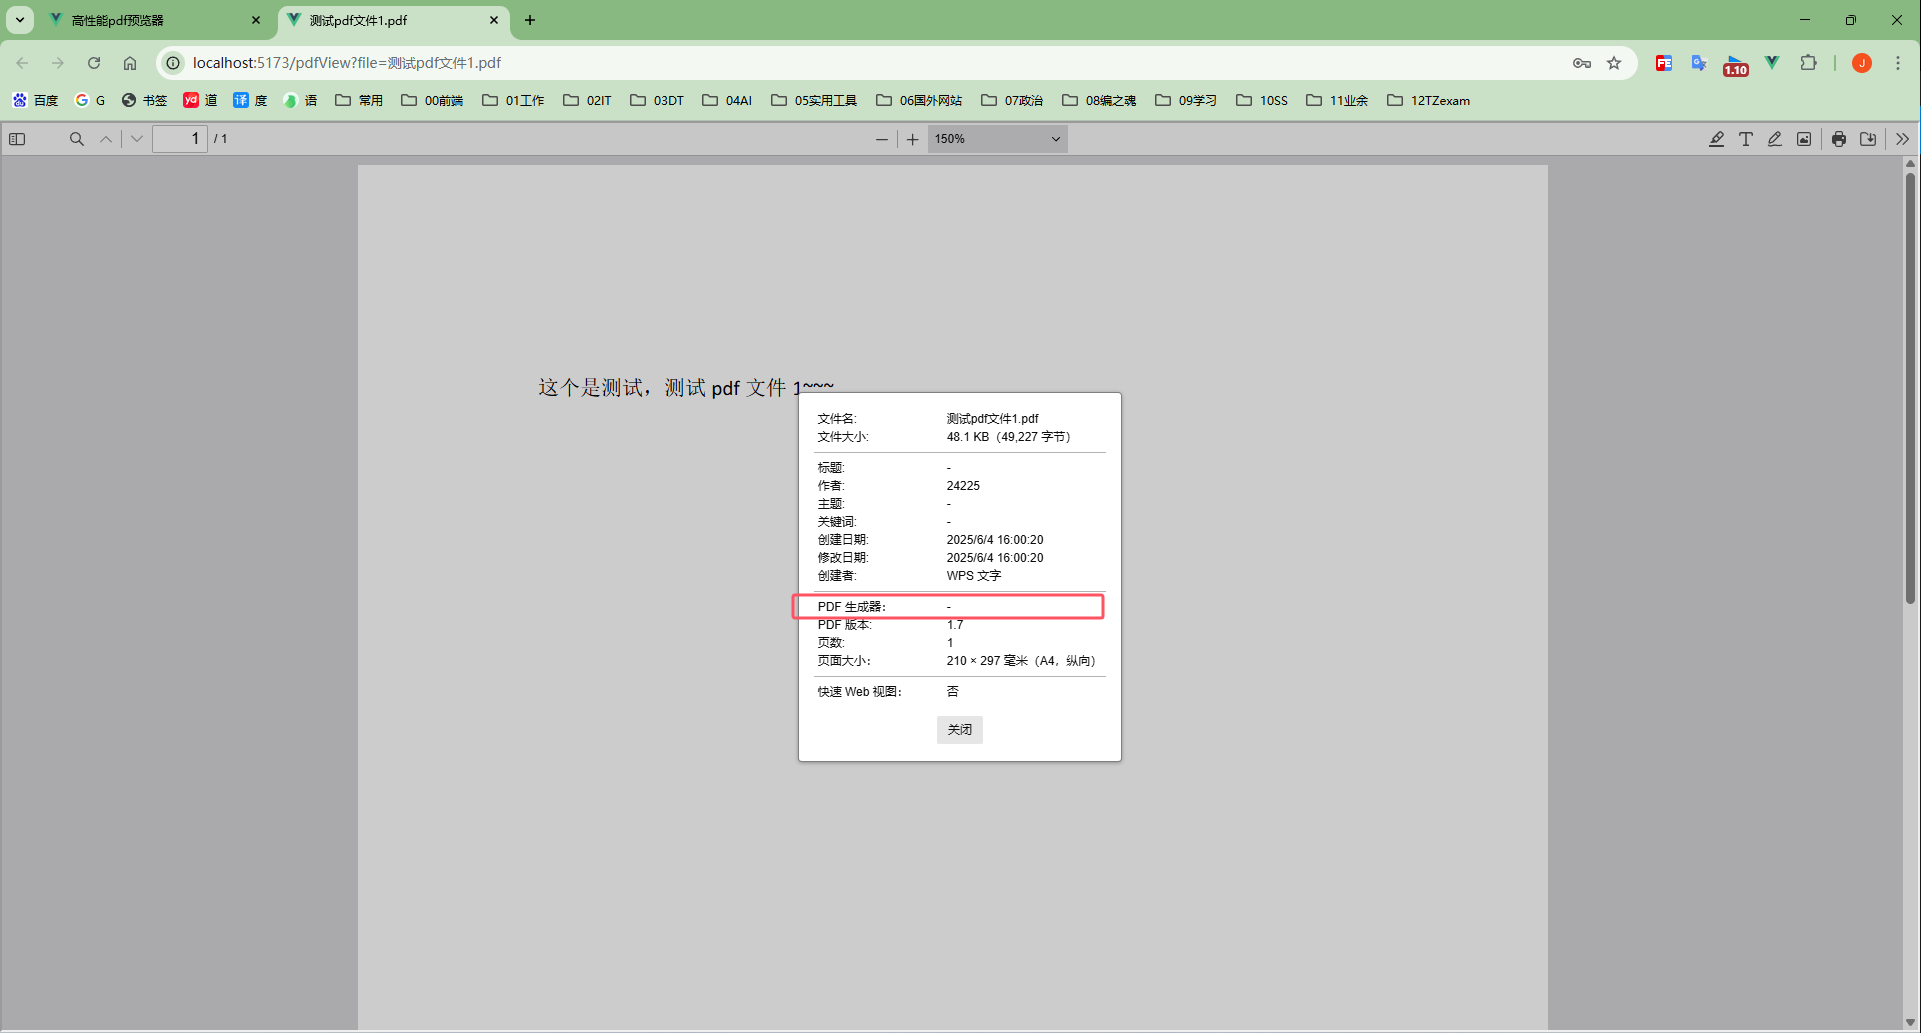 高性能pdf预览器
测试pdf文件1.pdf
localhost:5173/pdfView?file=测试pdf文件1.pdf
FE
1.10
J
百度 G G 书签 yd 道 译 度 语 常用 00前端 01工作 02IT 03DT 04AI 05实用工具 06国外网站 07政治 08编之魂 09学习 10SS 11业余 12TZexam
1 / 1
150%
这个是测试，测试 pdf 文件 1~~~
文件名: 测试pdf文件1.pdf
文件大小: 48.1 KB（49,227 字节）
标题: -
作者: 24225
主题: -
关键词: -
创建日期: 2025/6/4 16:00:20
修改日期: 2025/6/4 16:00:20
创建者: WPS 文字
PDF 生成器： -
PDF 版本: 1.7
页数: 1
页面大小： 210 × 297 毫米（A4，纵向）
快速 Web 视图： 否
关闭